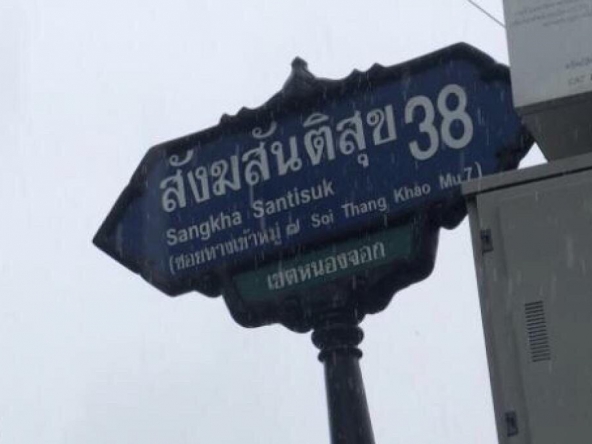 สังฆสันติสุข 38
Sangkha Santisuk
(ซอยทางเข้าหมู่ ๗ Soi Thang Khao Mu 7)
เขตหนองจอก
CAT